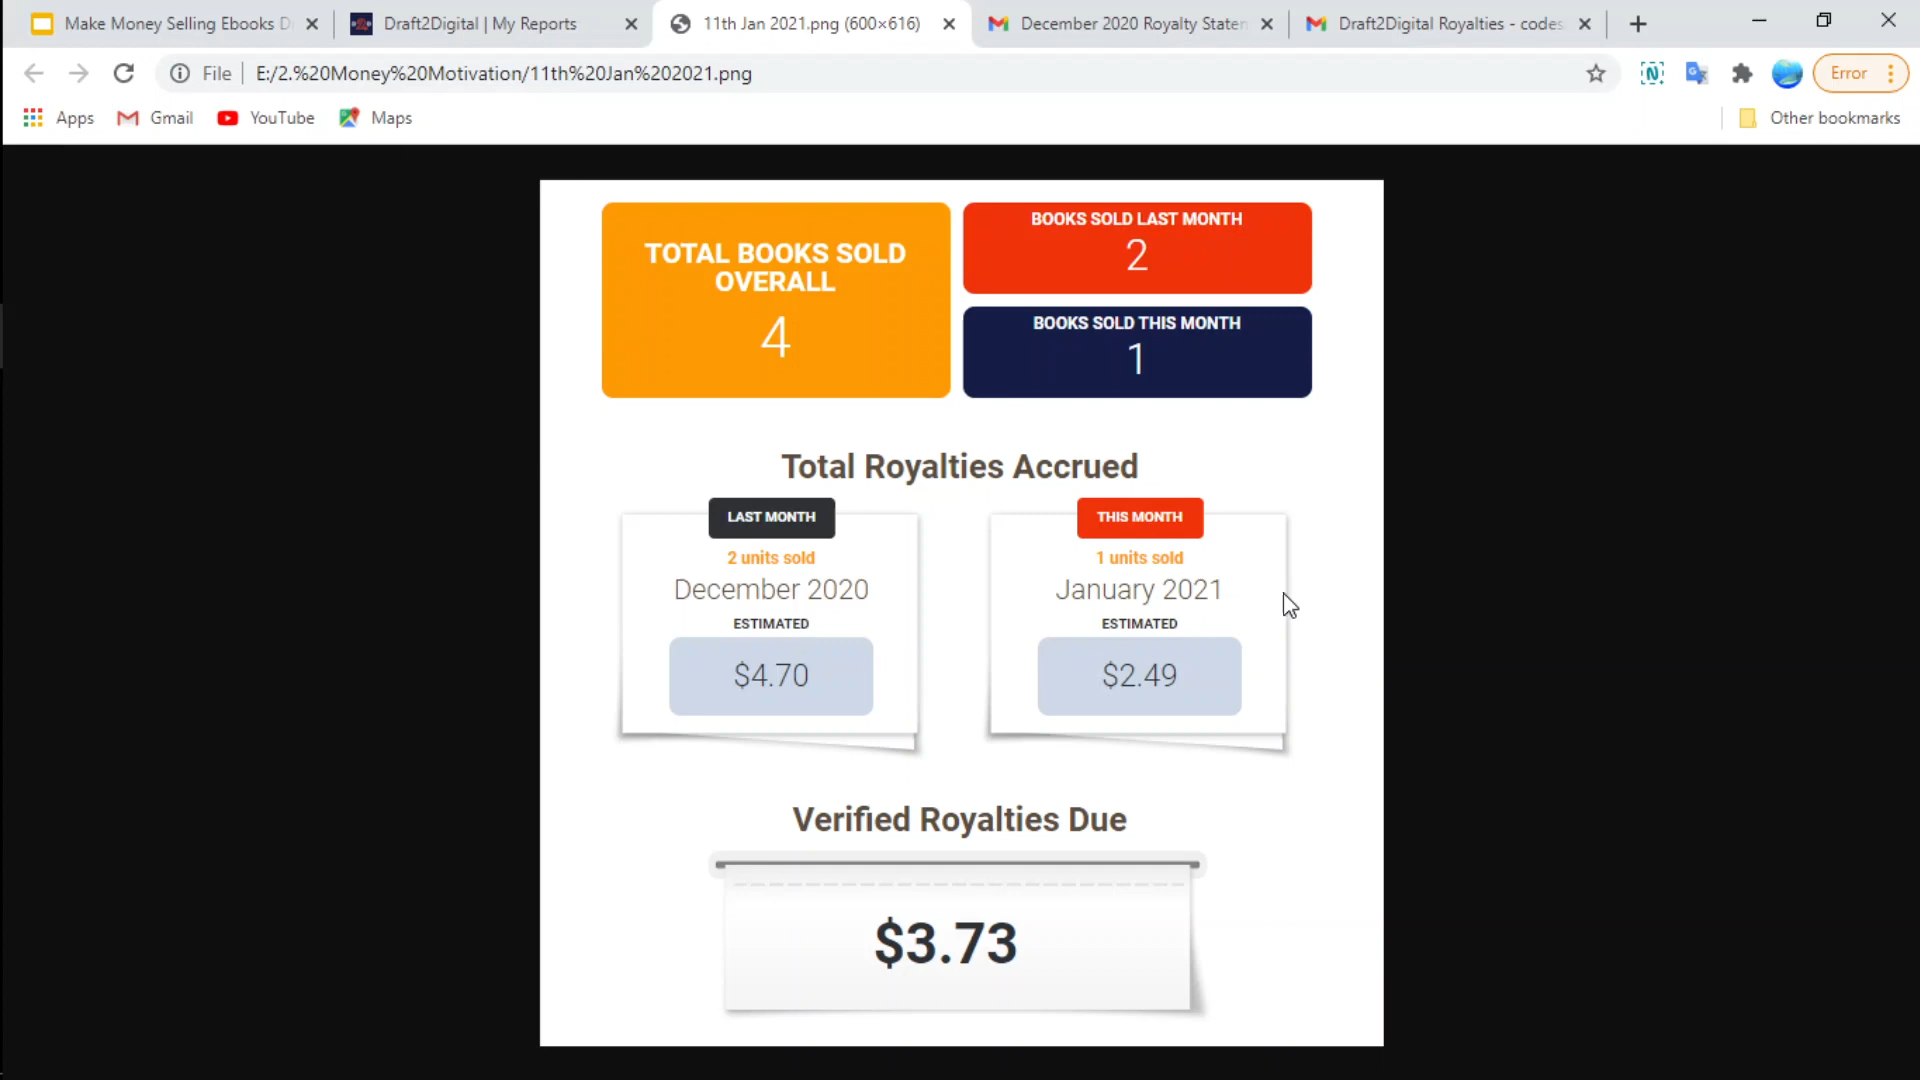 Make Money Selling Ebooks D
Draft2Digital | My Reports
11th Jan 2021.png (600×616)
December 2020 Royalty Statem
Draft2Digital Royalties - codes
File
E:/2.%20Money%20Motivation/11th%20Jan%202021.png
Error
Apps
Gmail
YouTube
Maps
Other bookmarks
TOTAL BOOKS SOLD
OVERALL
4
BOOKS SOLD LAST MONTH
2
BOOKS SOLD THIS MONTH
1
Total Royalties Accrued
LAST MONTH
2 units sold
December 2020
ESTIMATED
$4.70
THIS MONTH
1 units sold
January 2021
ESTIMATED
$2.49
Verified Royalties Due
$3.73